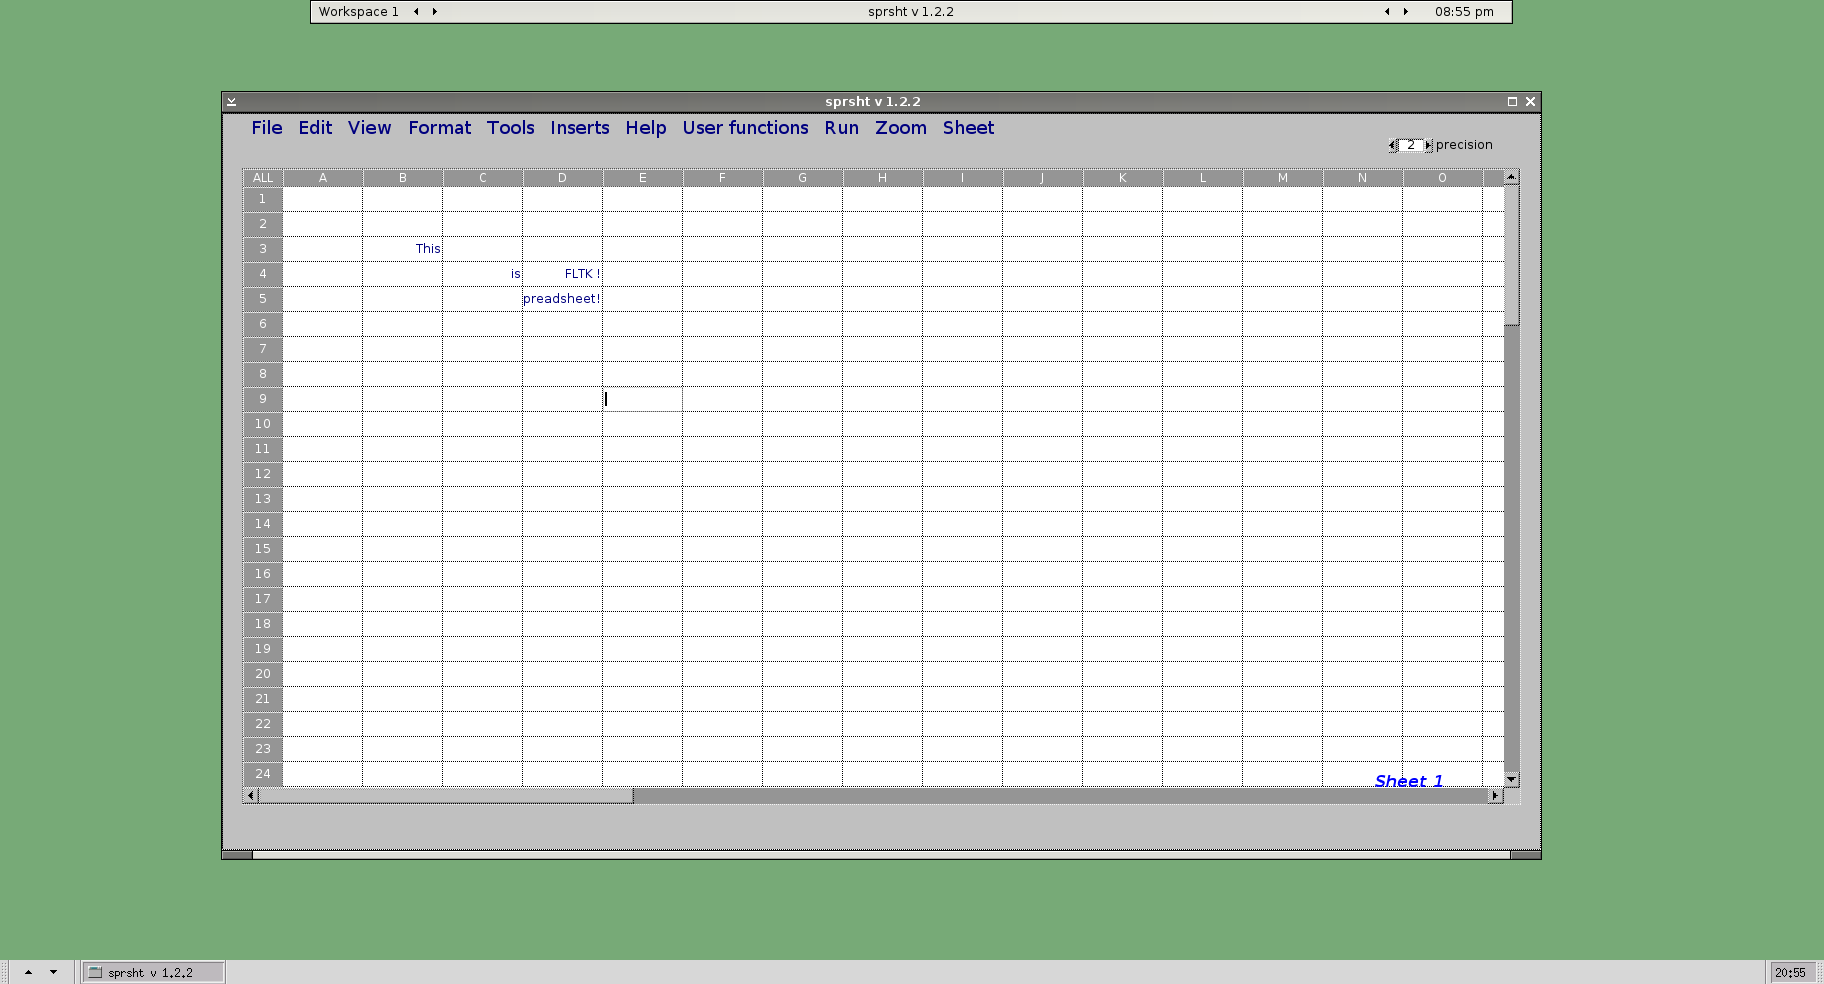 Workspace 1 sprsht v 1.2.2 08:55 pm
sprsht v 1.2.2
File Edit View Format Tools Inserts Help User functions Run Zoom Sheet
2 precision
ALL A B C D E F G H I J K L M N O
1
2
3 This
4 is FLTK !
5 preadsheet!
6
7
8
9
10
11
12
13
14
15
16
17
18
19
20
21
22
23
24
Sheet 1
sprsht v 1.2.2 20:55